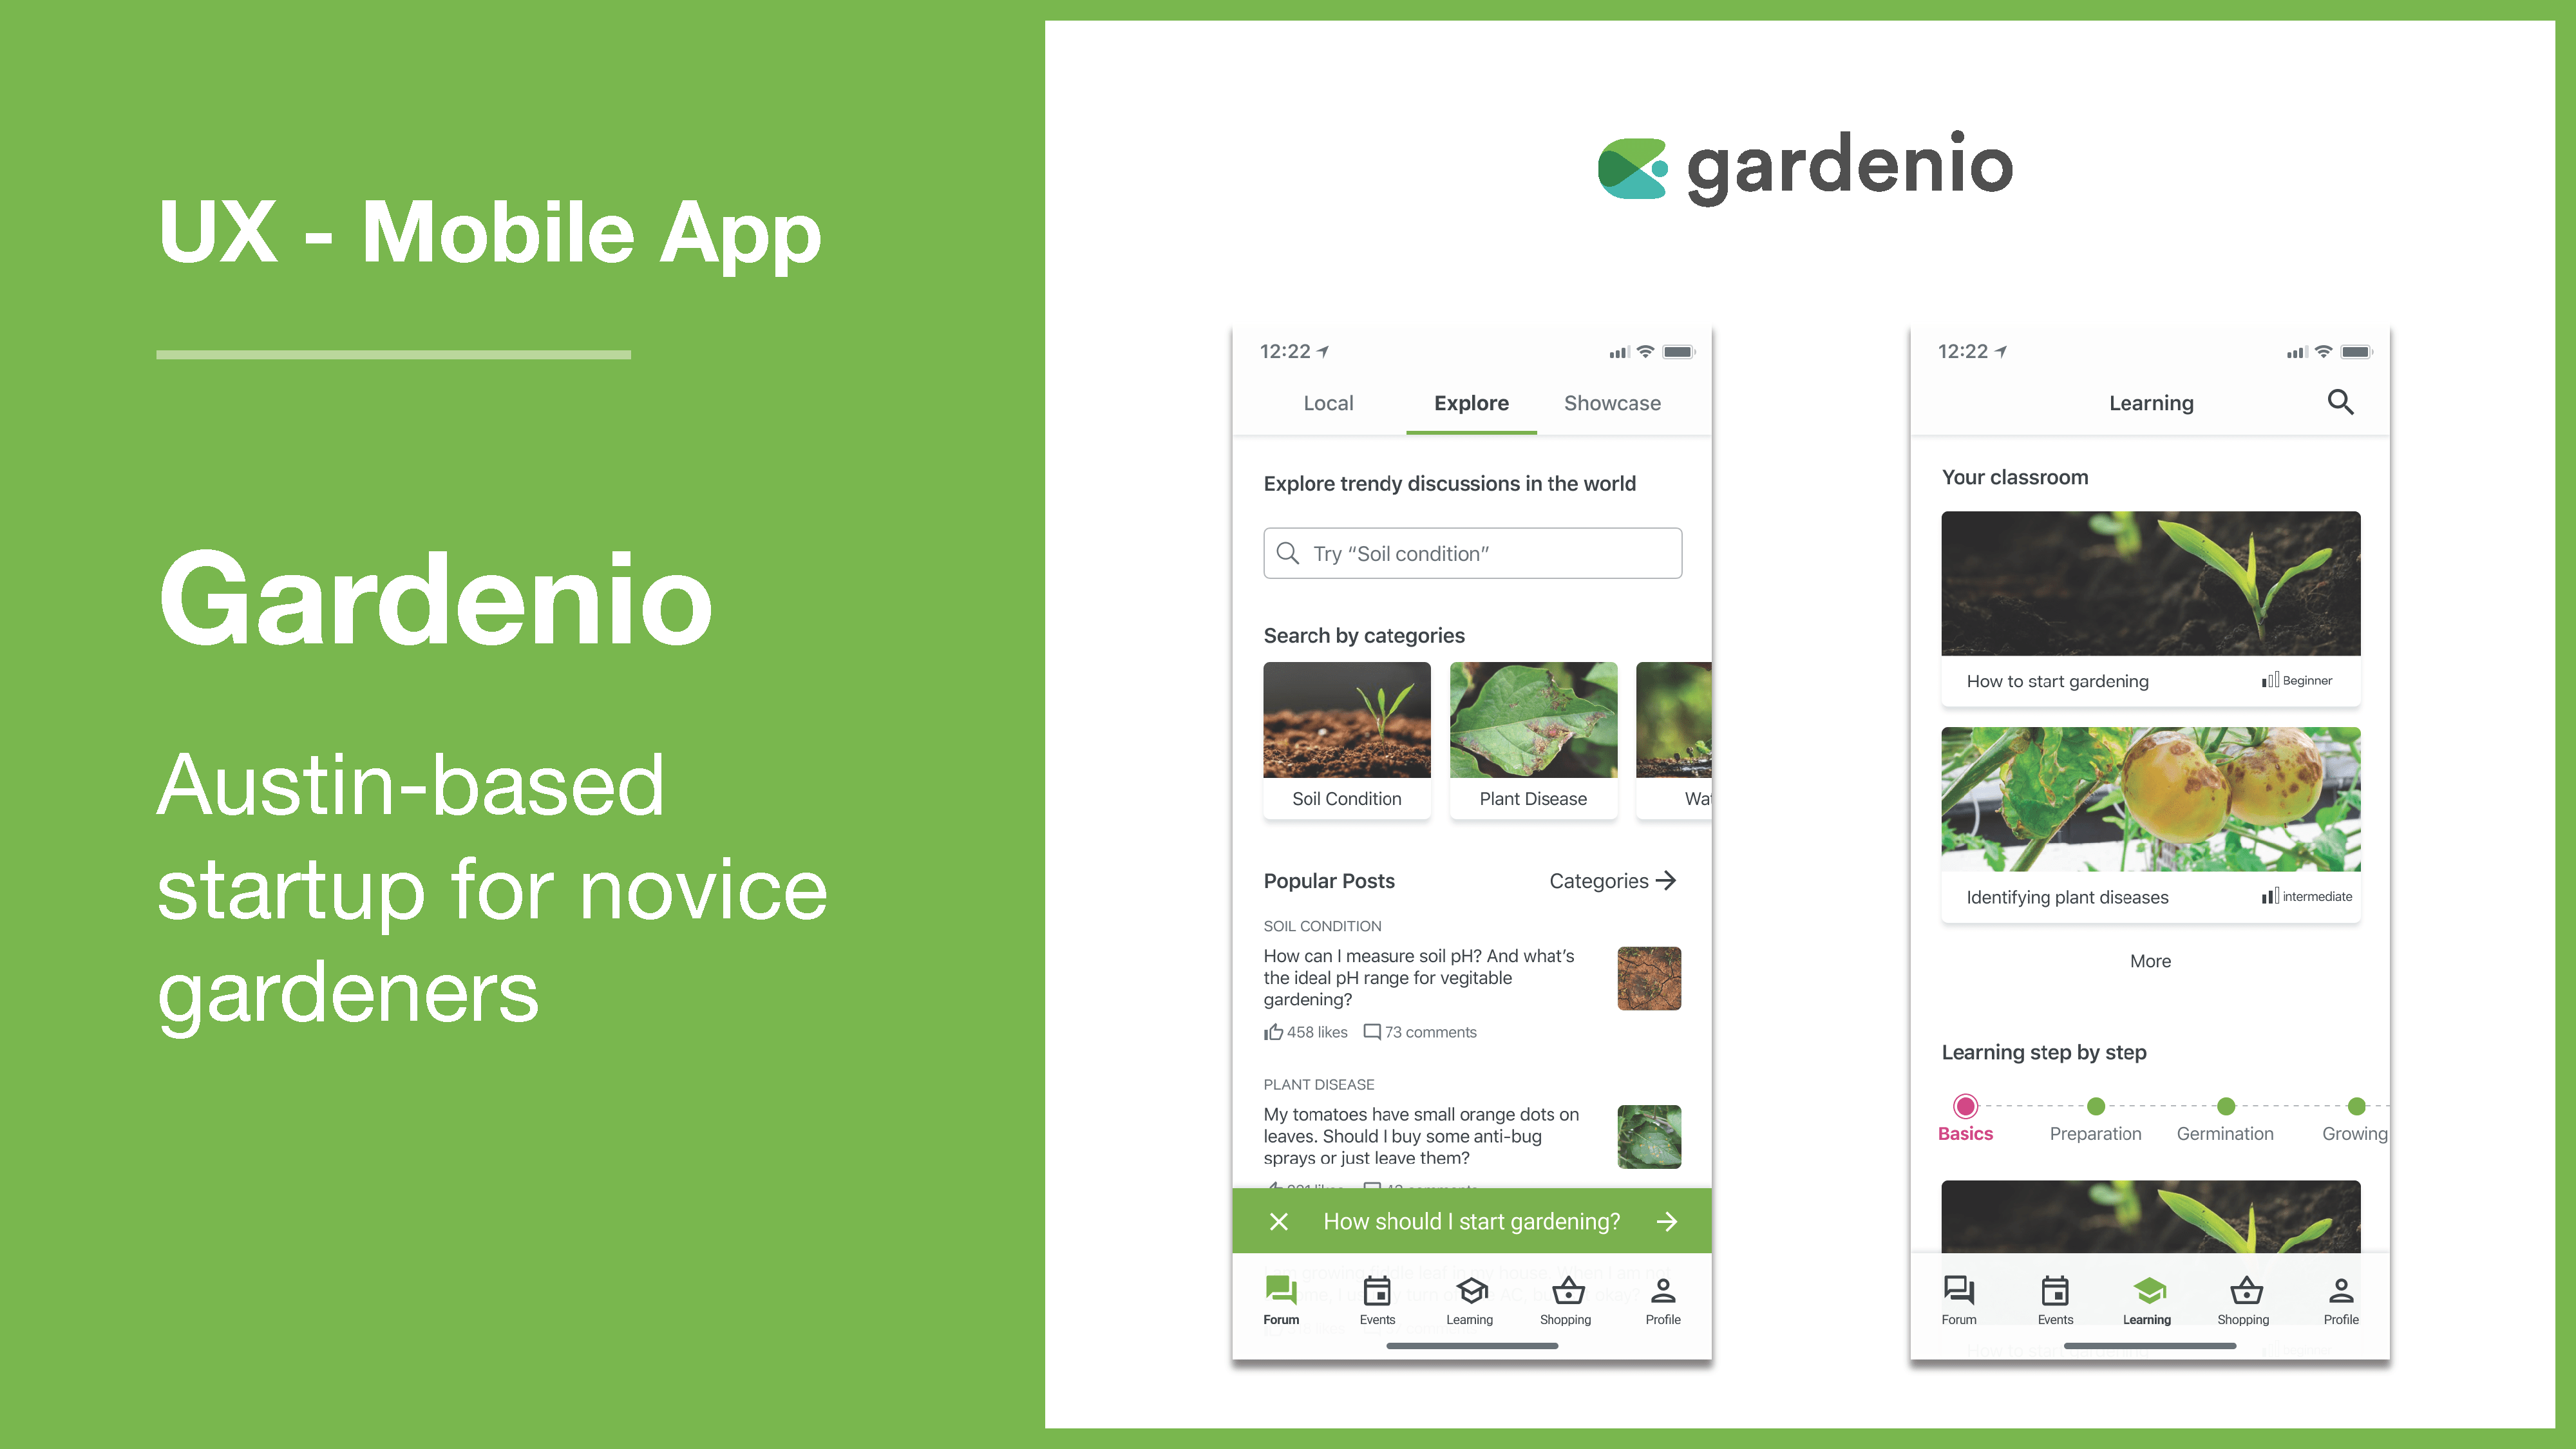 UX - Mobile App
Gardenio
Austin-based
startup for novice
gardeners
gardenio
12:22
Local Explore Showcase
Explore trendy discussions in the world
Try “Soil condition”
Search by categories
Soil Condition Plant Disease Wat
Popular Posts Categories
SOIL CONDITION
How can I measure soil pH? And what’s
the ideal pH range for vegitable
gardening?
458 likes 73 comments
PLANT DISEASE
My tomatoes have small orange dots on
leaves. Should I buy some anti-bug
sprays or just leave them?
How should I start gardening?
Forum Events Learning Shopping Profile
12:22
Learning
Your classroom
How to start gardening Beginner
Identifying plant diseases intermediate
More
Learning step by step
Basics Preparation Germination Growing
Forum Events Learning Shopping Profile